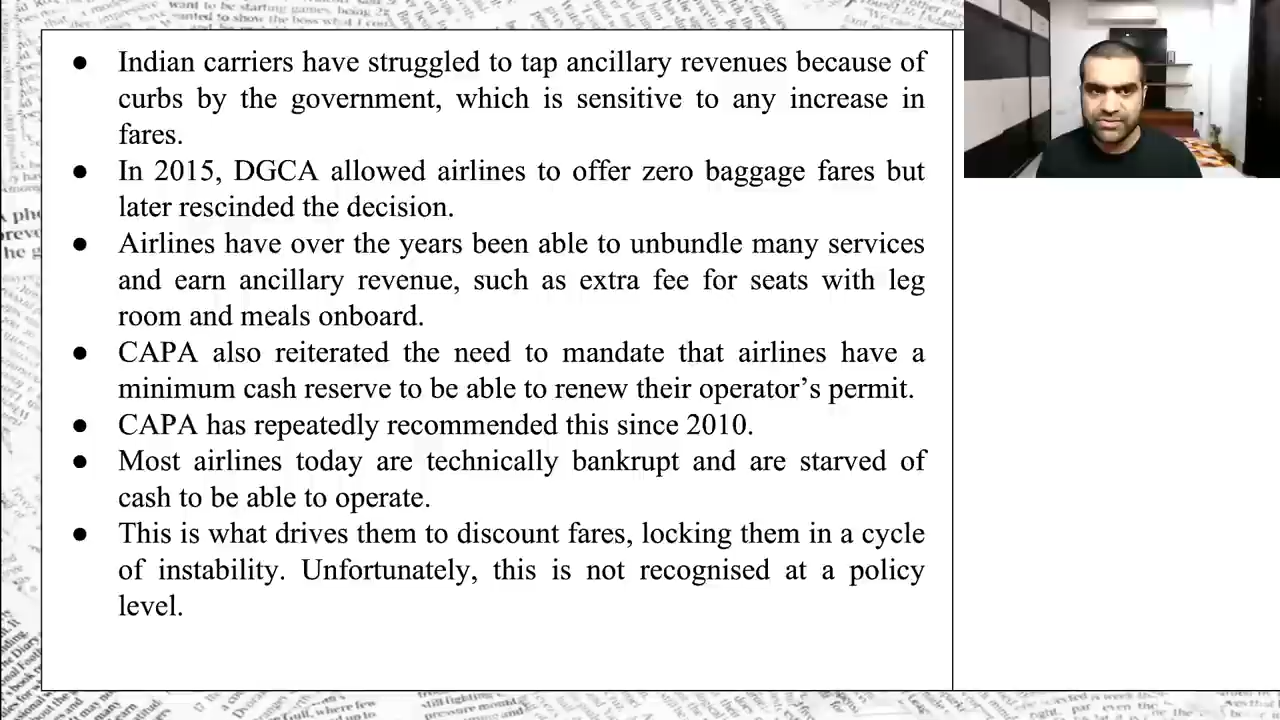 ● Indian carriers have struggled to tap ancillary revenues because of
curbs by the government, which is sensitive to any increase in
fares.
● In 2015, DGCA allowed airlines to offer zero baggage fares but
later rescinded the decision.
● Airlines have over the years been able to unbundle many services
and earn ancillary revenue, such as extra fee for seats with leg
room and meals onboard.
● CAPA also reiterated the need to mandate that airlines have a
minimum cash reserve to be able to renew their operator’s permit.
● CAPA has repeatedly recommended this since 2010.
● Most airlines today are technically bankrupt and are starved of
cash to be able to operate.
● This is what drives them to discount fares, locking them in a cycle
of instability. Unfortunately, this is not recognised at a policy
level.